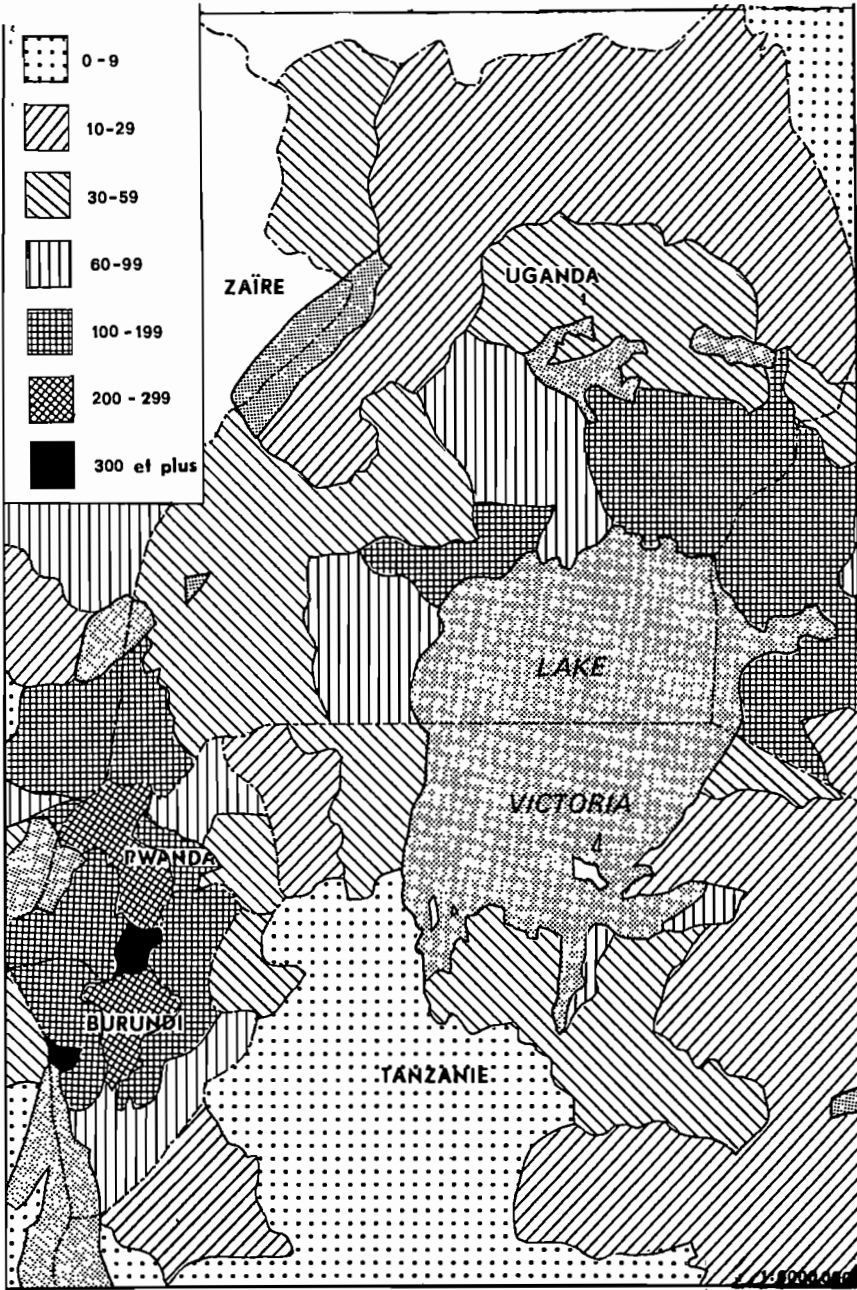 0-9
10-29
30-59
60-99
100-199
200-299
300 et plus
ZAÏRE
UGANDA
LAKE
VICTORIA
RWANDA
BURUNDI
TANZANIE